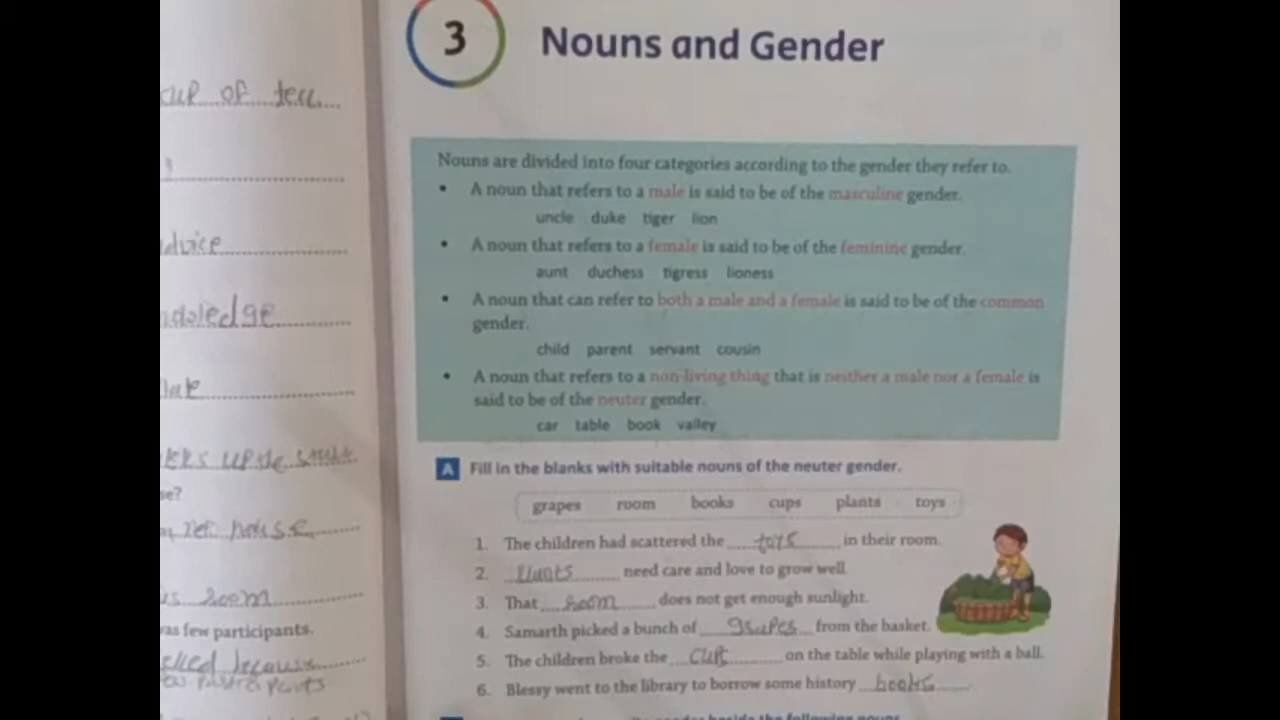 cup of tea
advice
se?
room
as few participants.
because
3
Nouns and Gender
Nouns are divided into four categories according to the gender they refer to.
• A noun that refers to a male is said to be of the masculine gender.
uncle duke tiger lion
• A noun that refers to a female is said to be of the feminine gender.
aunt duchess tigress lioness
• A noun that can refer to both a male and a female is said to be of the common
gender.
child parent servant cousin
• A noun that refers to a non-living thing that is neither a male nor a female is
said to be of the neuter gender.
car table book valley
A Fill in the blanks with suitable nouns of the neuter gender.
grapes room books cups plants toys
1. The children had scattered the toys in their room.
2. Plants need care and love to grow well.
3. That room does not get enough sunlight.
4. Samarth picked a bunch of grapes from the basket.
5. The children broke the cups on the table while playing with a ball.
6. Blessy went to the library to borrow some history books.
gender beside the following nouns